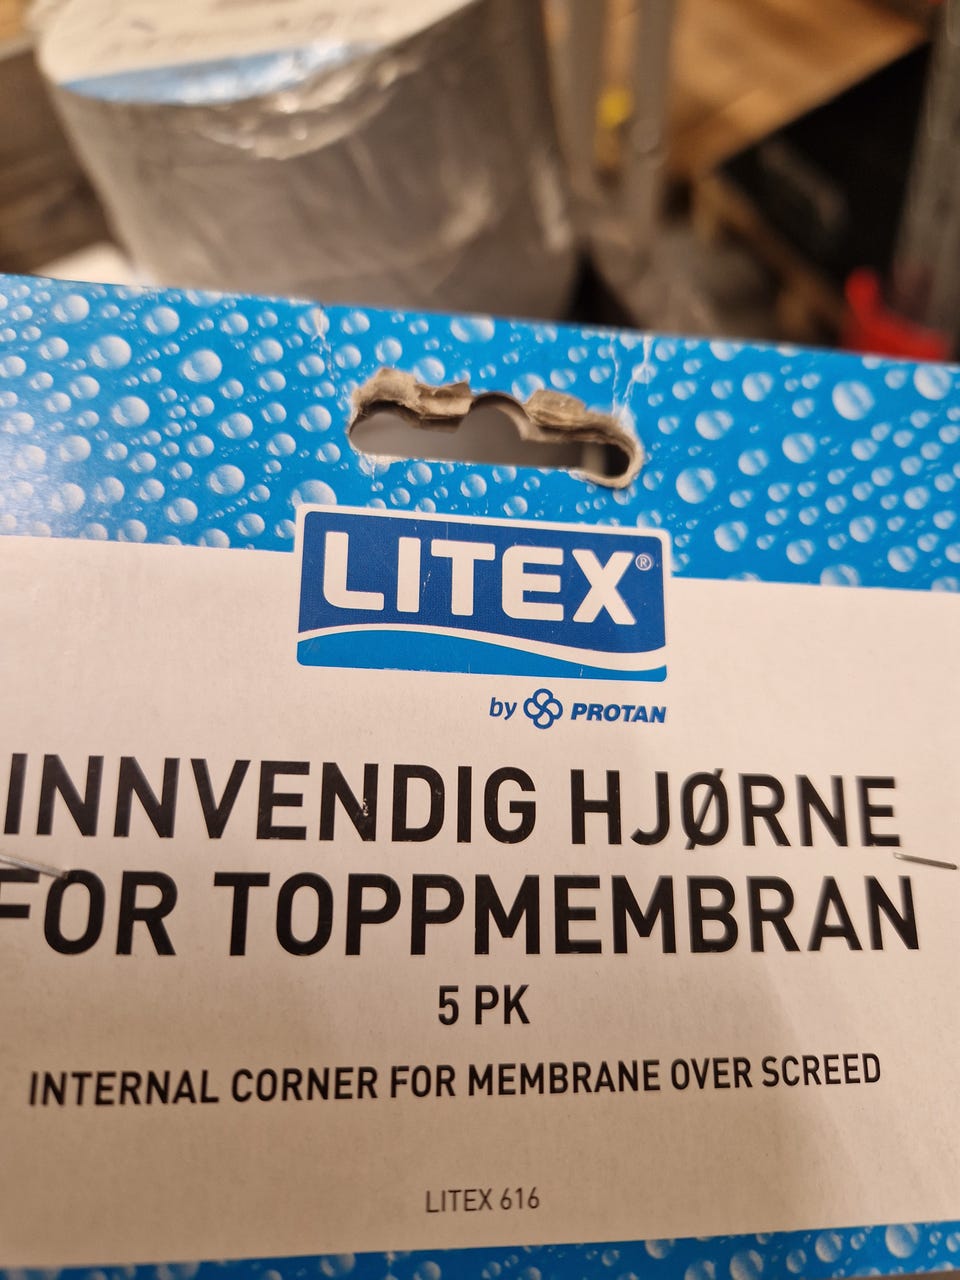 LITEX®
by PROTAN
INNVENDIG HJØRNE
FOR TOPPMEMBRAN
5 PK
INTERNAL CORNER FOR MEMBRANE OVER SCREED
LITEX 616